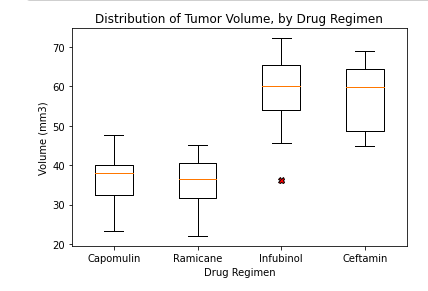 Distribution of Tumor Volume, by Drug Regimen
70
60
50
40
30
20
Volume (mm3)
Capomulin Ramicane Infubinol Ceftamin
Drug Regimen